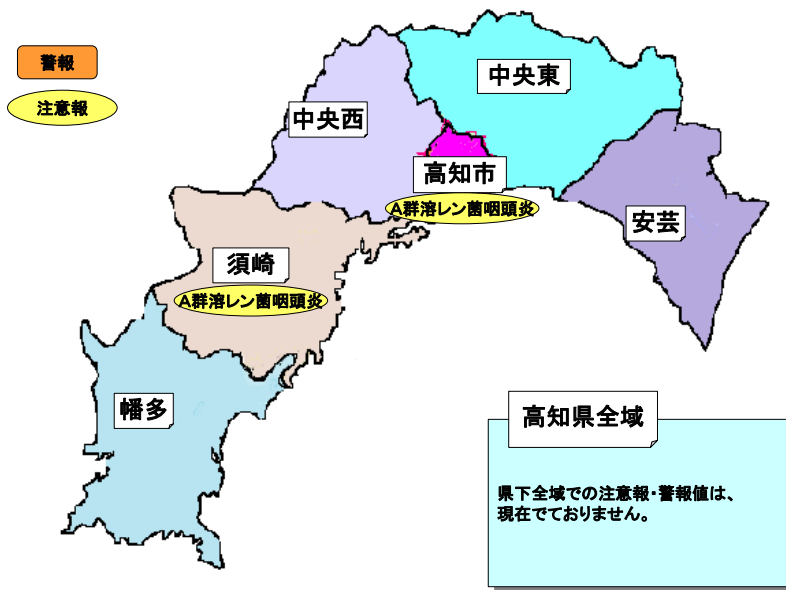 警報
注意報
中央東
中央西
高知市
A群溶レン菌咽頭炎
安芸
須崎
A群溶レン菌咽頭炎
幡多
高知県全域
県下全域での注意報・警報値は、
現在でておりません。